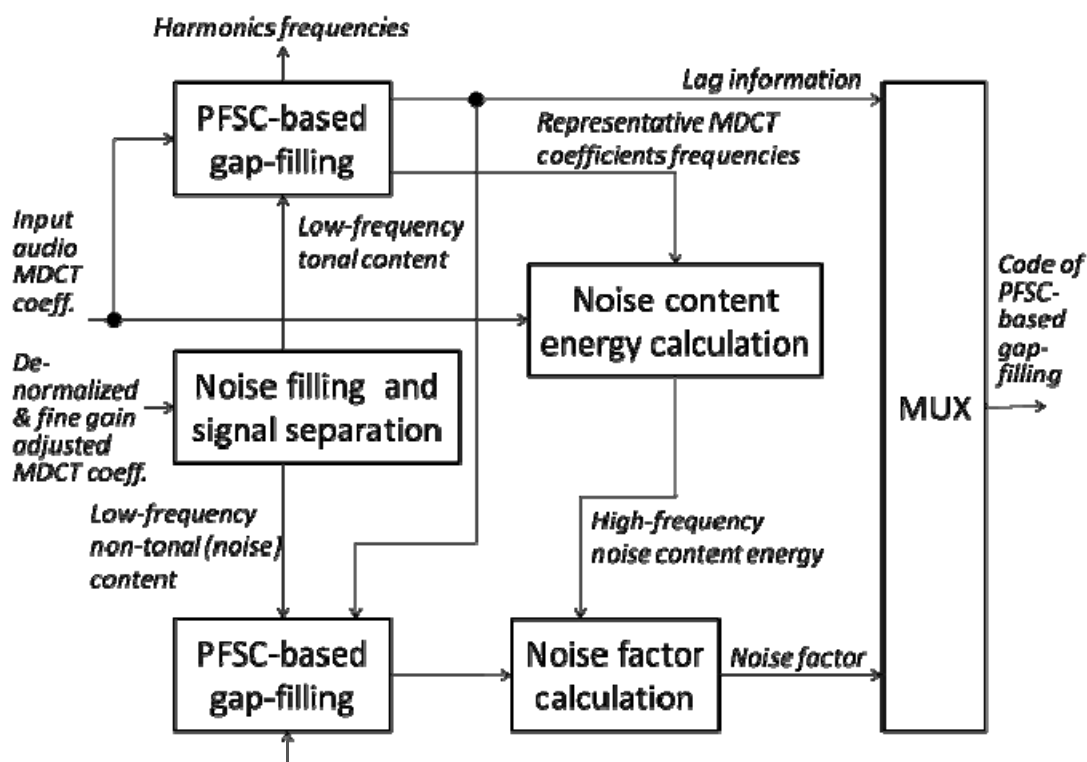 Harmonics frequencies
PFSC-based
gap-filling
Lag information
Representative MDCT
coefficients frequencies
Input
audio
MDCT
coeff.
Low-frequency
tonal content
Noise content
energy calculation
Code of
PFSC-
based
gap-
filling
De-
normalized
& fine gain
adjusted
MDCT coeff.
Noise filling and
signal separation
MUX
Low-frequency
non-tonal (noise)
content
High-frequency
noise content energy
PFSC-based
gap-filling
Noise factor
calculation
Noise factor